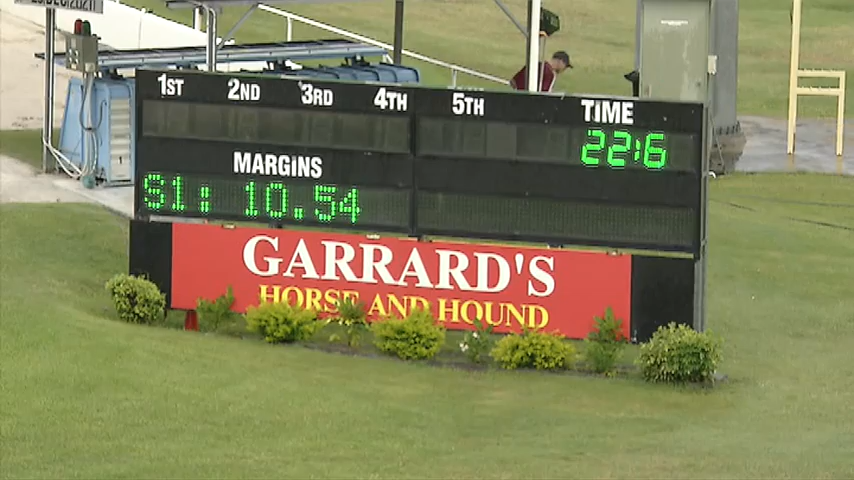 1ST 2ND 3RD 4TH 5TH TIME
22:6
MARGINS
S1: 10.54
GARRARD'S
HORSE AND HOUND